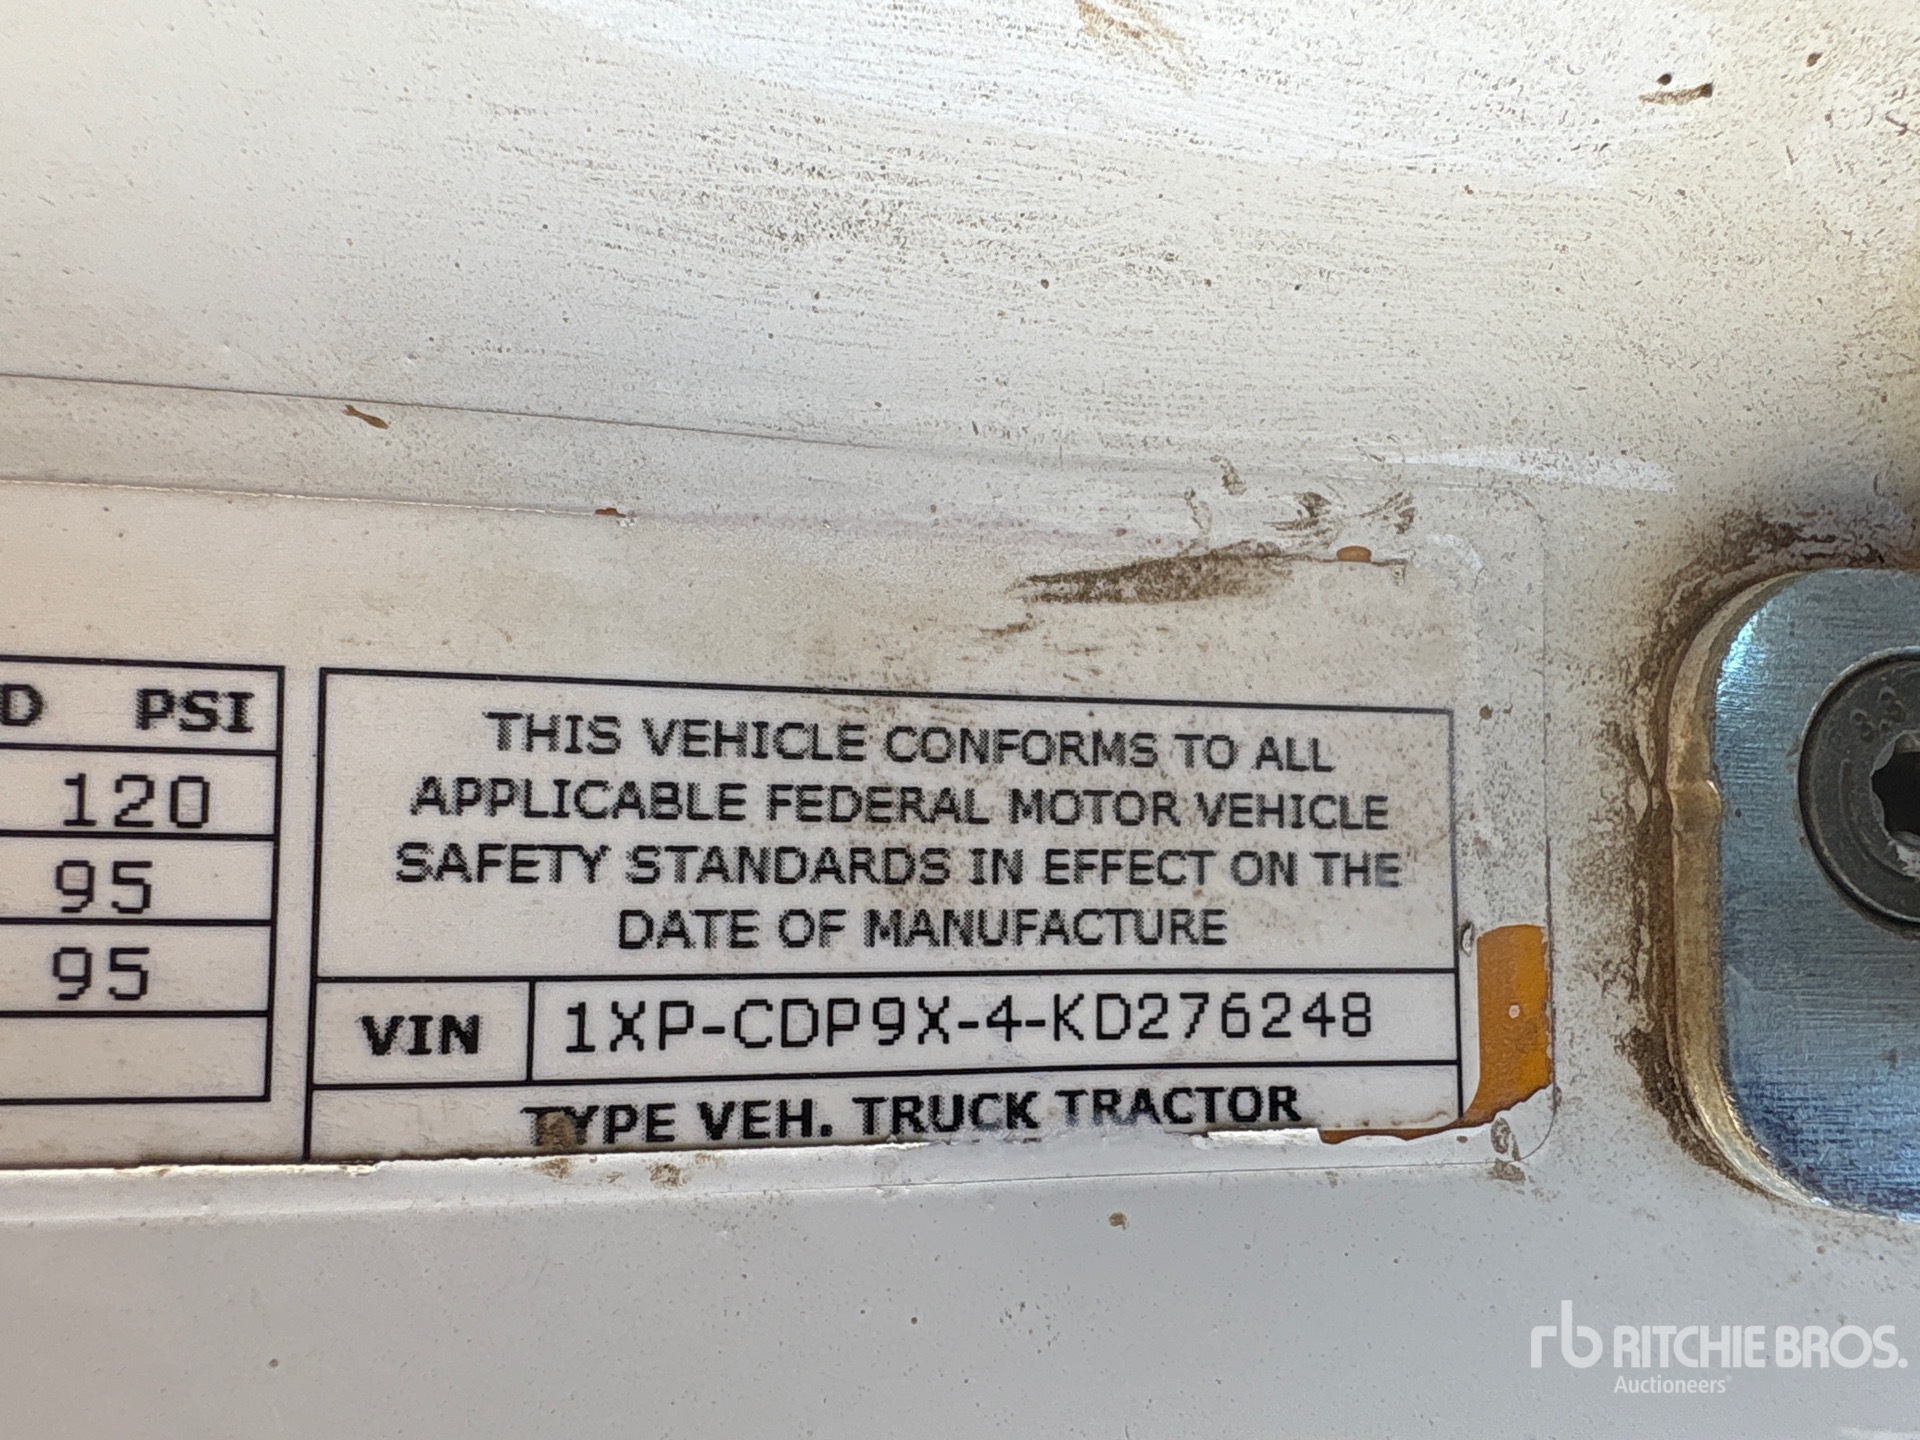 D PSI
120
95
95
THIS VEHICLE CONFORMS TO ALL
APPLICABLE FEDERAL MOTOR VEHICLE
SAFETY STANDARDS IN EFFECT ON THE
DATE OF MANUFACTURE
VIN 1XP-CDP9X-4-KD276248
TYPE VEH. TRUCK TRACTOR
rb RITCHIE BROS.
Auctioneers